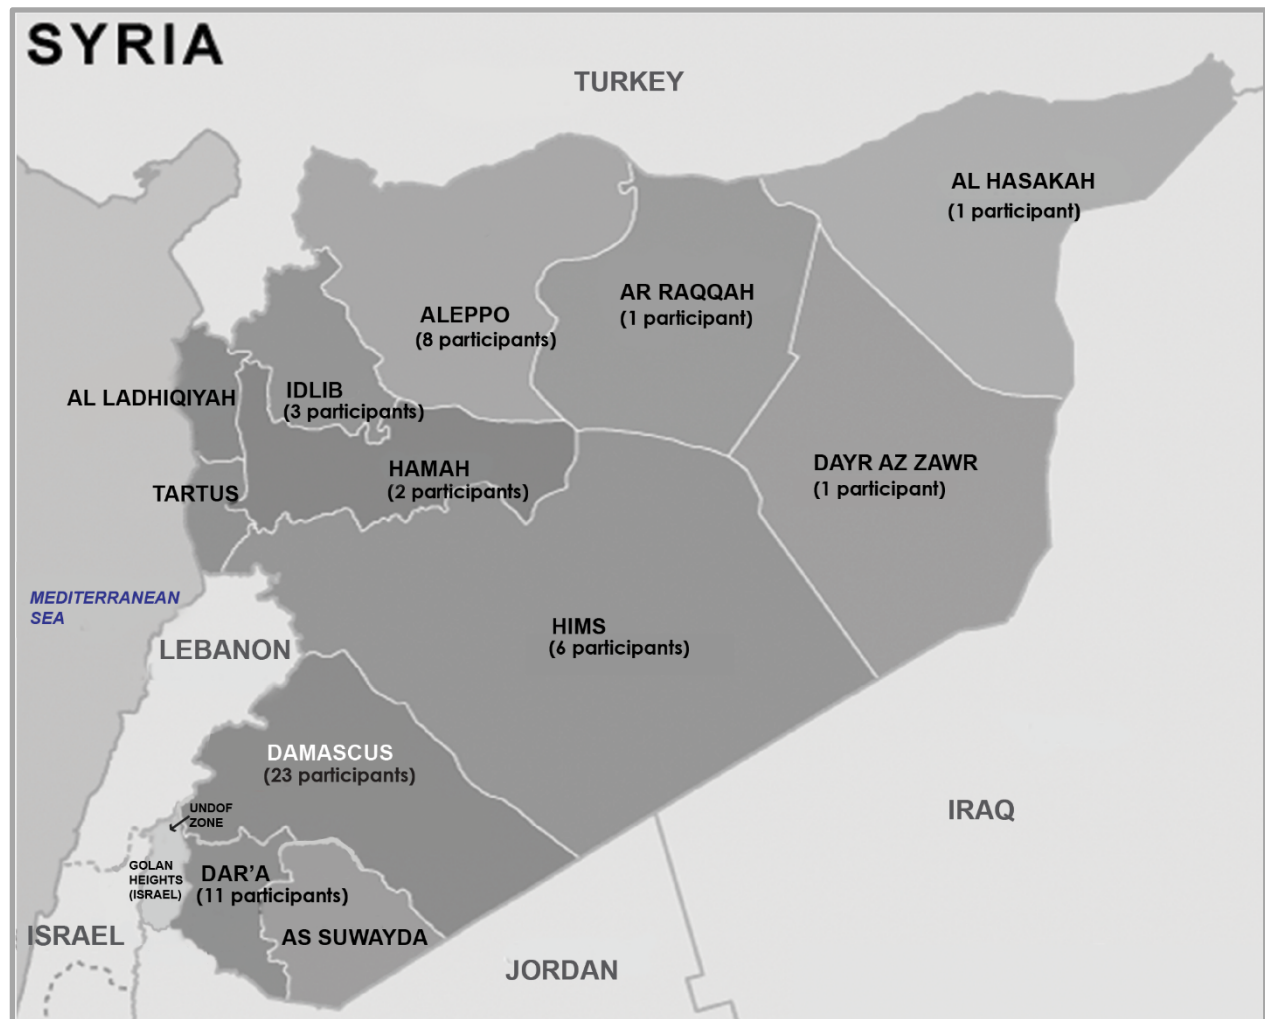 SYRIA
TURKEY
AL HASAKAH
(1 participant)
AR RAQQAH
(1 participant)
ALEPPO
(8 participants)
AL LADHIQIYAH
IDLIB
(3 participants)
HAMAH
(2 participants)
DAYR AZ ZAWR
(1 participant)
TARTUS
MEDITERRANEAN
SEA
LEBANON
HIMS
(6 participants)
DAMASCUS
(23 participants)
UNDOF
ZONE
IRAQ
GOLAN
HEIGHTS
(ISRAEL)
DAR'A
(11 participants)
ISRAEL
AS SUWAYDA
JORDAN